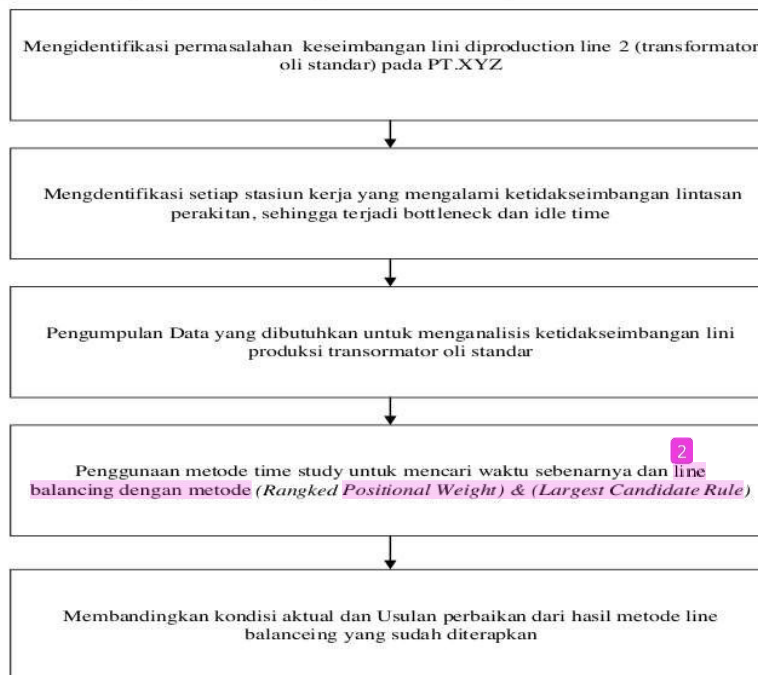 Mengidentifikasi permasalahan keseimbangan lini diproduction line 2 (transformator
oli standar) pada PT.XYZ
Mengdentifikasi setiap stasiun kerja yang mengalami ketidakseimbangan lintasan
perakitan, sehingga terjadi bottleneck dan idle time
Pengumpulan Data yang dibutuhkan untuk menganalisis ketidakseimbangan lini
produksi transormator oli standar
2
Penggunaan metode time study untuk mencari waktu sebenarnya dan line
balancing dengan metode (Rangked Positional Weight) & (Largest Candidate Rule)
Membandingkan kondisi aktual dan Usulan perbaikan dari hasil metode line
balanceing yang sudah diterapkan